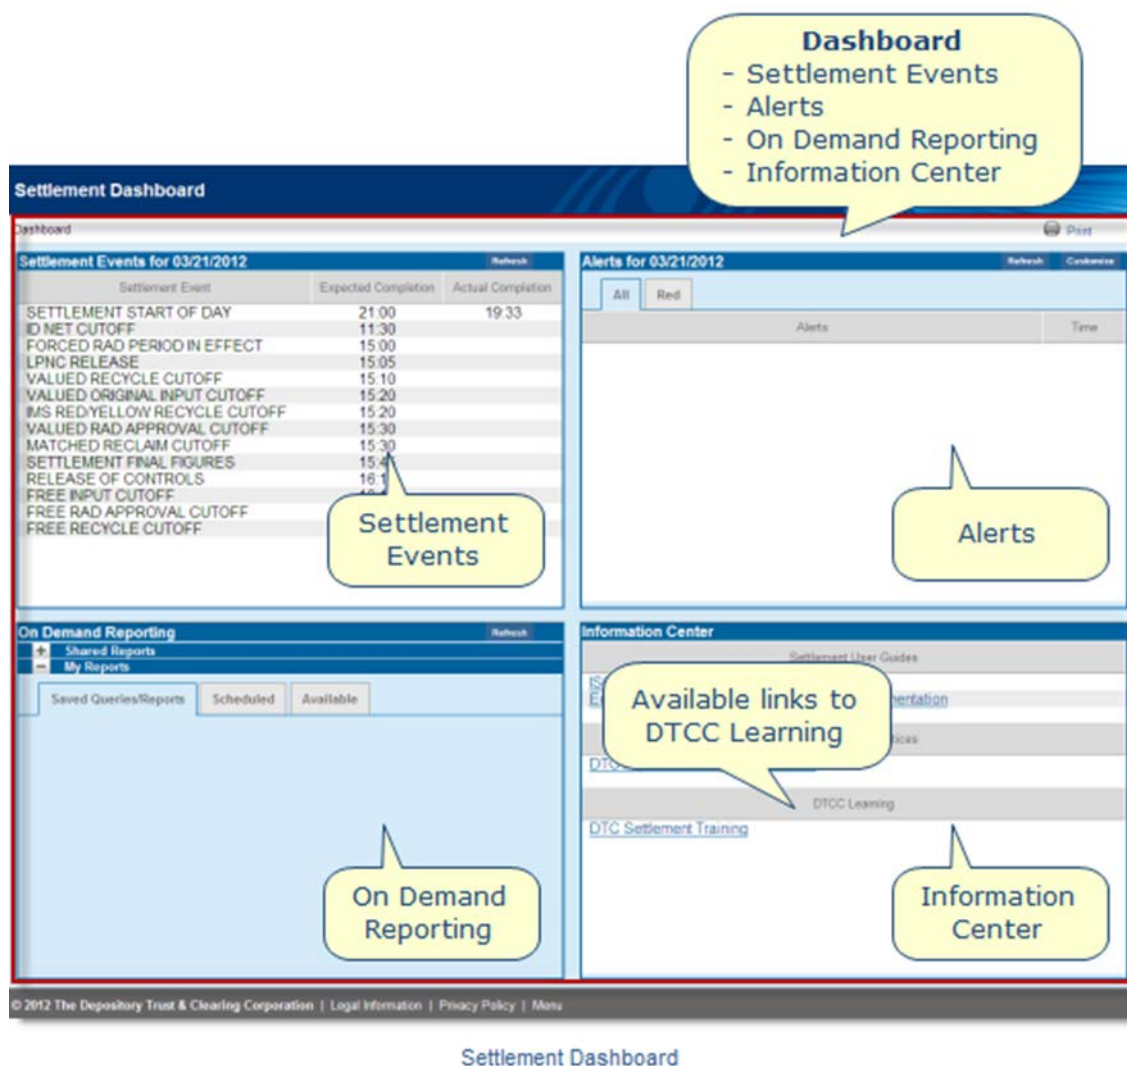 Dashboard
- Settlement Events
- Alerts
- On Demand Reporting
- Information Center
Settlement Dashboard
Dashboard
Print
Settlement Events for 03/21/2012
Refresh
Settlement Event Expected Completion Actual Completion
SETTLEMENT START OF DAY 21:00 19:33
ID NET CUTOFF 11:30
FORCED RAD PERIOD IN EFFECT 15:00
LPNC RELEASE 15:05
VALUED RECYCLE CUTOFF 15:10
VALUED ORIGINAL INPUT CUTOFF 15:20
IMS RED/YELLOW RECYCLE CUTOFF 15:20
VALUED RAD APPROVAL CUTOFF 15:30
MATCHED RECLAIM CUTOFF 15:30
SETTLEMENT FINAL FIGURES
RELEASE OF CONTROLS
FREE INPUT CUTOFF
FREE RAD APPROVAL CUTOFF
FREE RECYCLE CUTOFF
Settlement
Events
Alerts for 03/21/2012
Refresh Customize
All Red
Alerts Time
Alerts
On Demand Reporting
Refresh
+ Shared Reports
- My Reports
Saved Queries/Reports Scheduled Available
On Demand
Reporting
Information Center
Settlement User Guides
Available links to
DTCC Learning
DTCC Learning
DTC Settlement Training
Information
Center
© 2012 The Depository Trust & Clearing Corporation | Legal Information | Privacy Policy | Menu
Settlement Dashboard